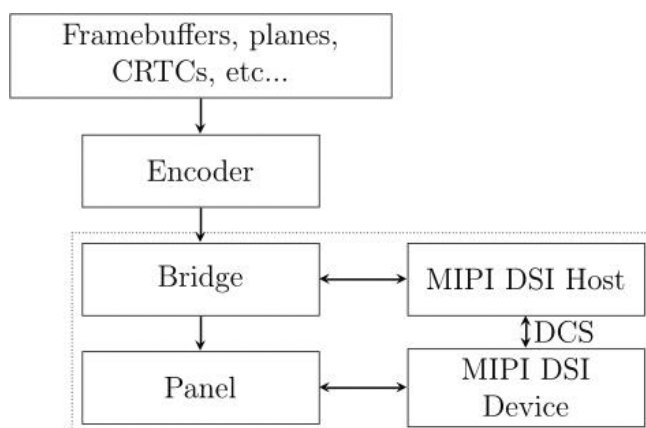 Framebuffers, planes,
CRTCs, etc...
Encoder
Bridge
MIPI DSI Host
DCS
Panel
MIPI DSI
Device